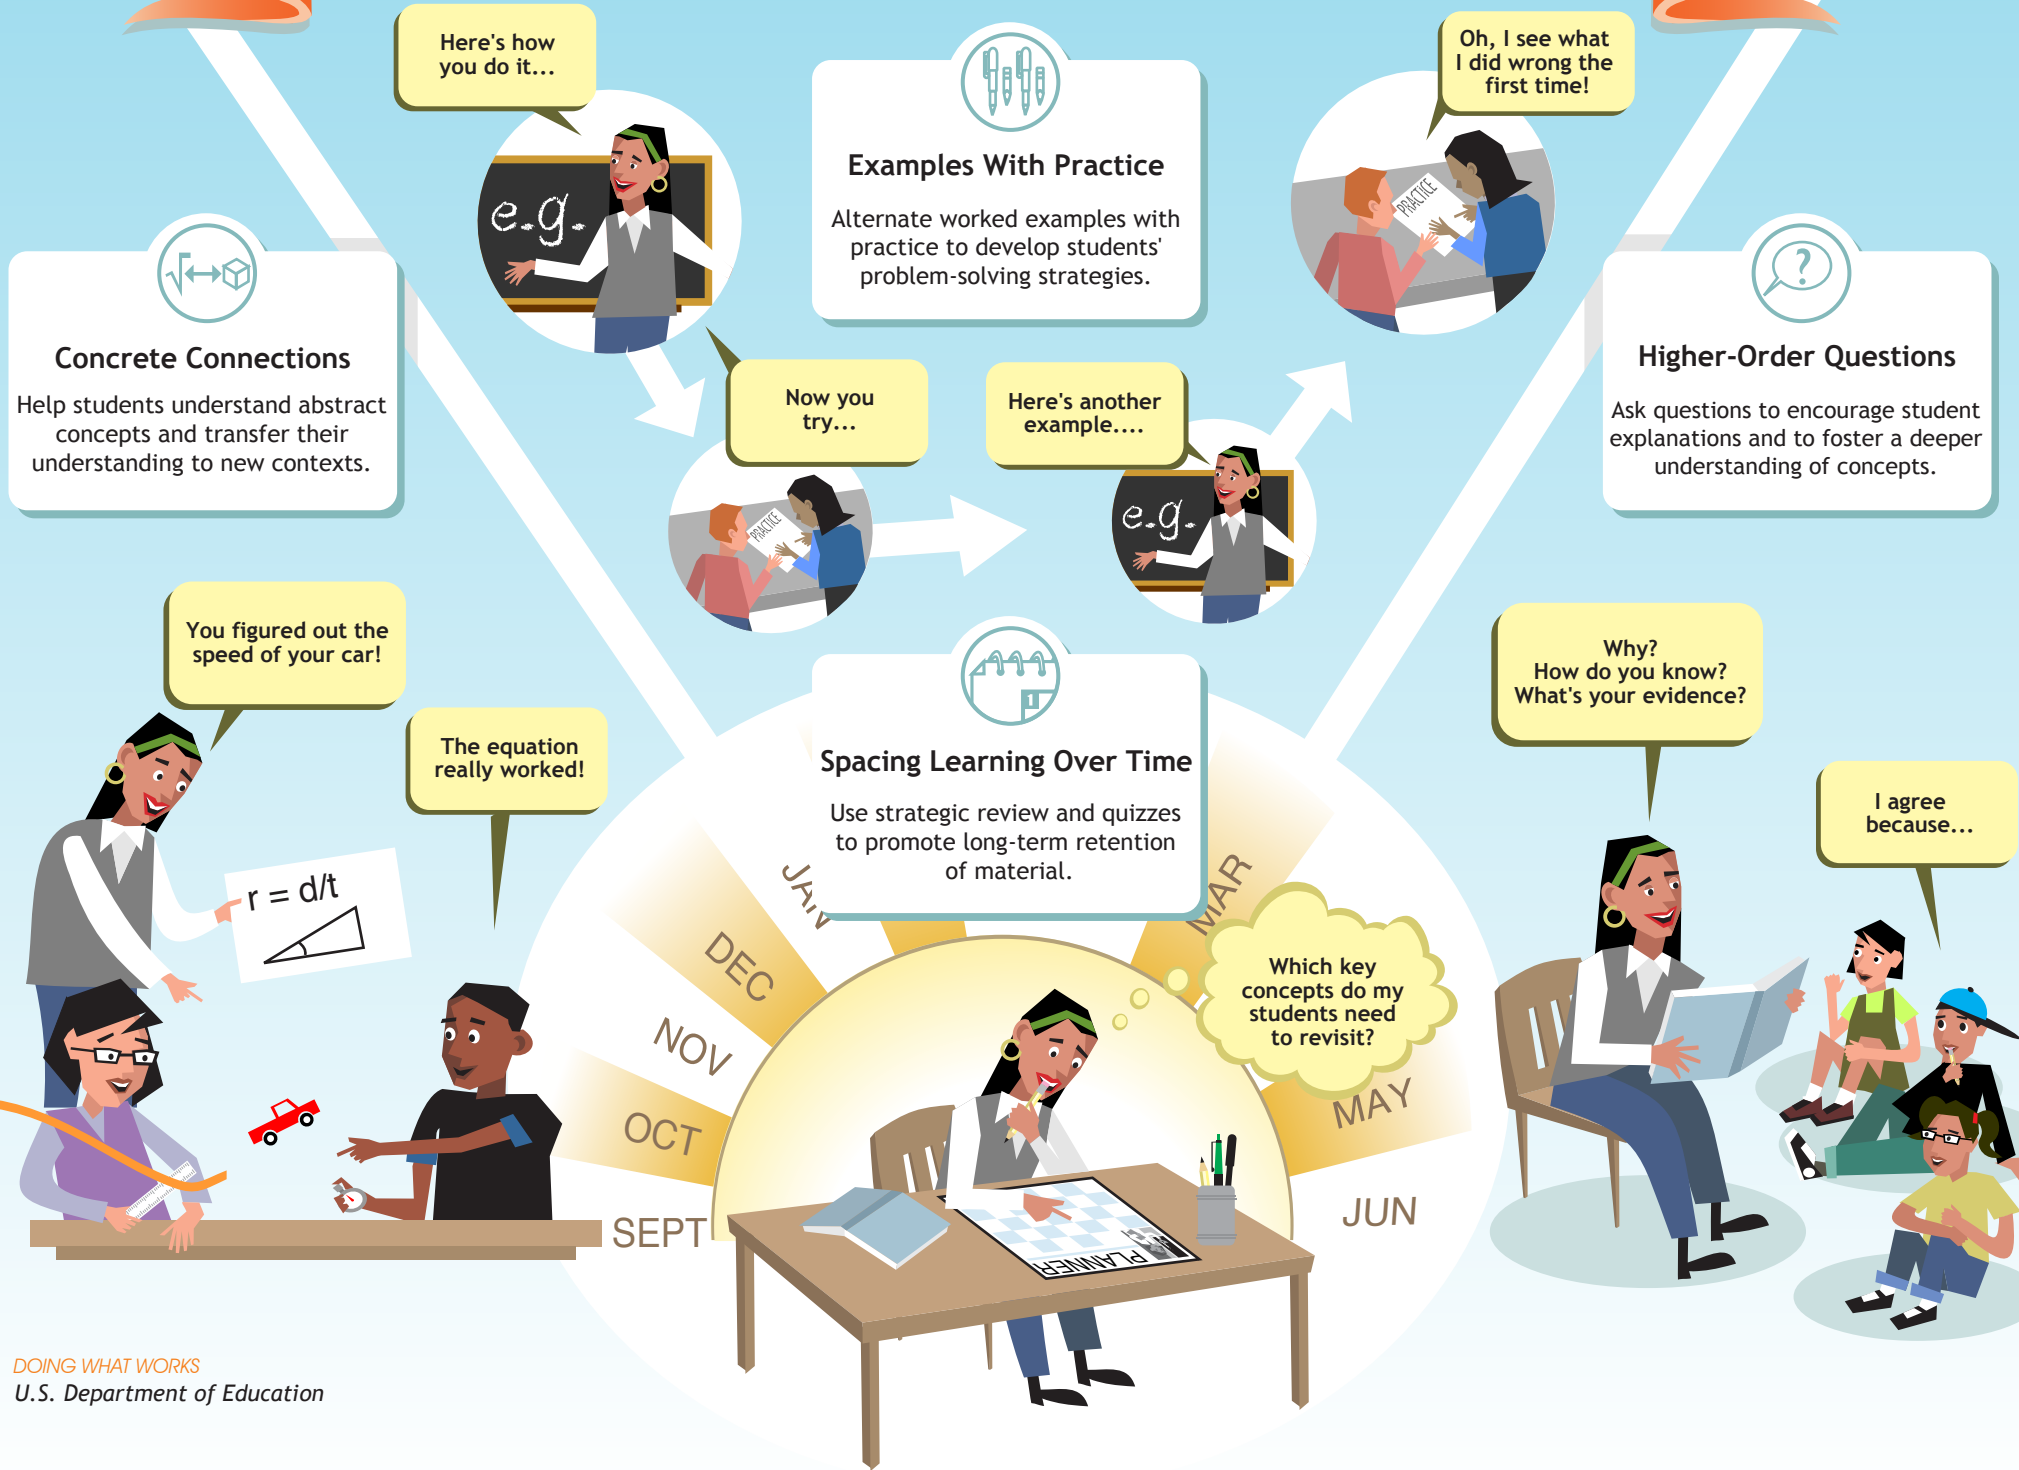 Here's how
you do it...
Oh, I see what
I did wrong the
first time!
Examples With Practice
Alternate worked examples with
practice to develop students'
problem-solving strategies.
e.g.
PRACTICE
Concrete Connections
Help students understand abstract
concepts and transfer their
understanding to new contexts.
Higher-Order Questions
Ask questions to encourage student
explanations and to foster a deeper
understanding of concepts.
?
Now you
try...
Here's another
example....
PRACTICE
e.g.
You figured out the
speed of your car!
The equation
really worked!
r = d/t
1
Spacing Learning Over Time
Use strategic review and quizzes
to promote long-term retention
of material.
Why?
How do you know?
What's your evidence?
I agree
because...
SEPT
OCT
NOV
DEC
JAN
MAR
MAY
JUN
Which key
concepts do my
students need
to revisit?
PLANNER
DOING WHAT WORKS
U.S. Department of Education